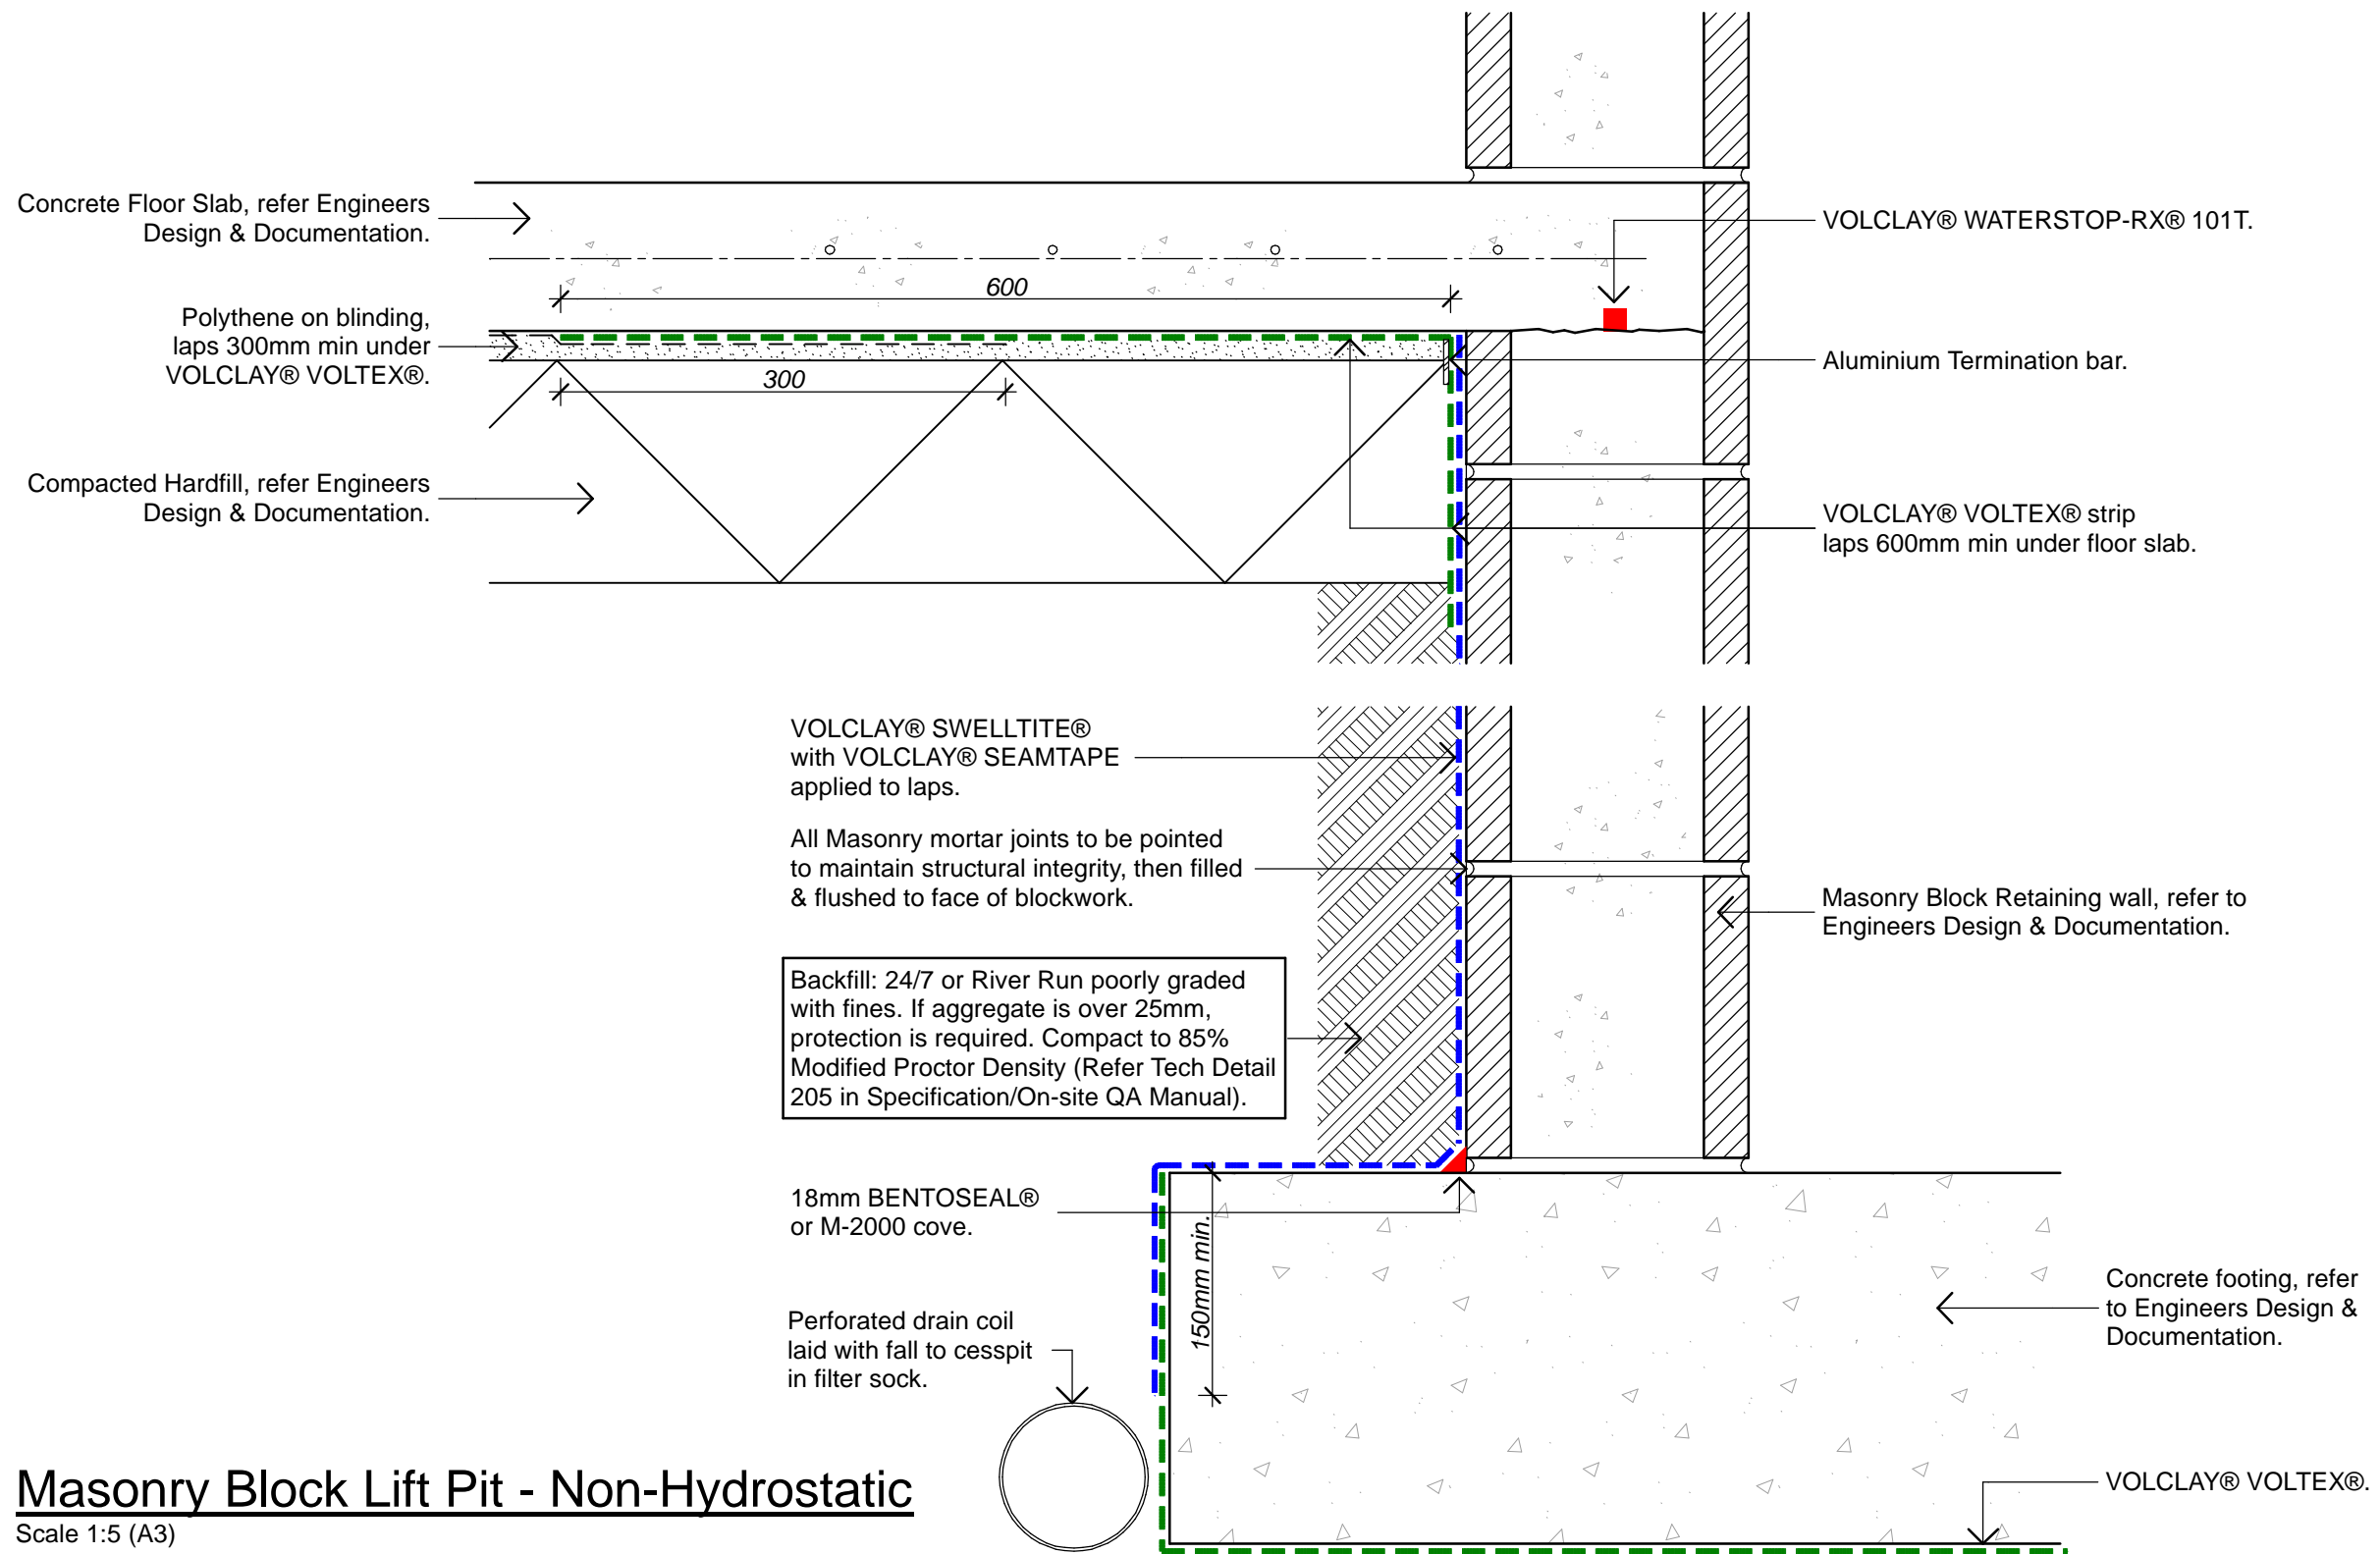 Concrete Floor Slab, refer Engineers
Design & Documentation.
VOLCLAY® WATERSTOP-RX® 101T.
600
Polythene on blinding,
laps 300mm min under
VOLCLAY® VOLTEX®.
Aluminium Termination bar.
300
Compacted Hardfill, refer Engineers
Design & Documentation.
VOLCLAY® VOLTEX® strip
laps 600mm min under floor slab.
VOLCLAY® SWELLTITE®
with VOLCLAY® SEAMTAPE
applied to laps.
All Masonry mortar joints to be pointed
to maintain structural integrity, then filled
& flushed to face of blockwork.
Masonry Block Retaining wall, refer to
Engineers Design & Documentation.
Backfill: 24/7 or River Run poorly graded
with fines. If aggregate is over 25mm,
protection is required. Compact to 85%
Modified Proctor Density (Refer Tech Detail
205 in Specification/On-site QA Manual).
18mm BENTOSEAL®
or M-2000 cove.
150mm min.
Concrete footing, refer
to Engineers Design &
Documentation.
Perforated drain coil
laid with fall to cesspit
in filter sock.
VOLCLAY® VOLTEX®.
Masonry Block Lift Pit - Non-Hydrostatic
Scale 1:5 (A3)